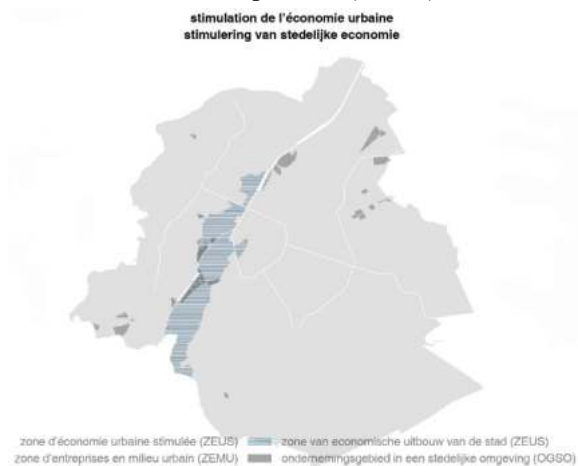 stimulation de l'économie urbaine
stimulering van stedelijke economie
zone d'économie urbaine stimulée (ZEUS) zone van economische uitbouw van de stad (ZEUS)
zone d'entreprises en milieu urbain (ZEMU) ondernemingsgebied in een stedelijke omgeving (OGSO)